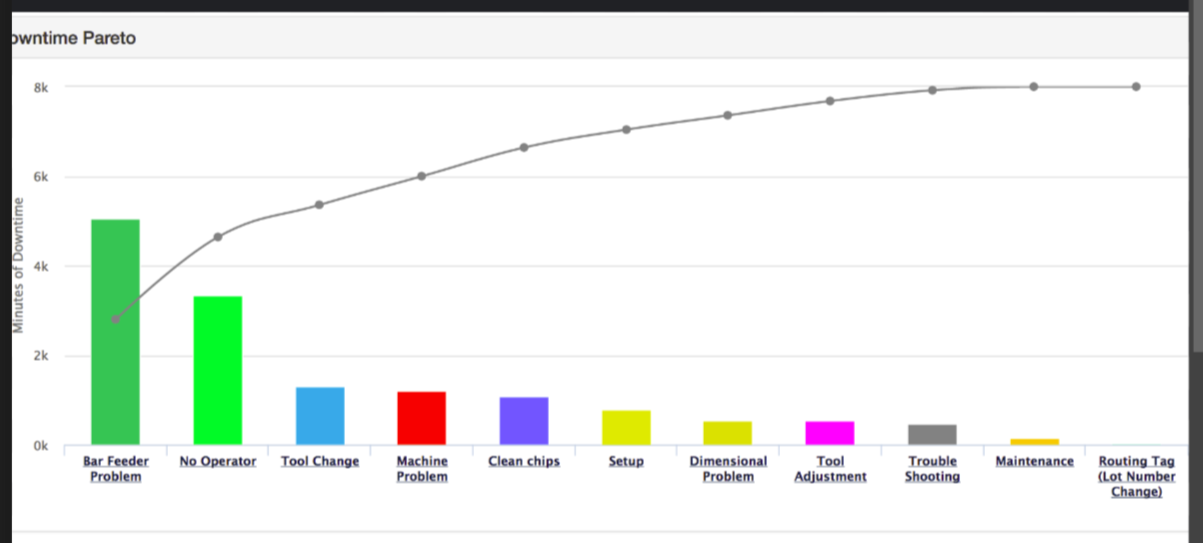 owntime Pareto
8k
6k
4k
2k
0k
Minutes of Downtime
Bar Feeder
Problem
No Operator
Tool Change
Machine
Problem
Clean chips
Setup
Dimensional
Problem
Tool
Adjustment
Trouble
Shooting
Maintenance
Routing Tag
(Lot Number
Change)